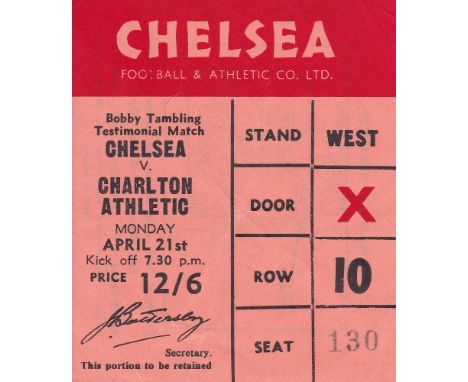 CHELSEA
FOOTBALL & ATHLETIC CO. LTD.
Bobby Tambling
Testimonial Match
CHELSEA
V.
CHARLTON
ATHLETIC
MONDAY
APRIL 21st
Kick off 7.30 p.m.
PRICE 12/6
Secretary.
This portion to be retained
STAND WEST
DOOR X
ROW 10
SEAT 130